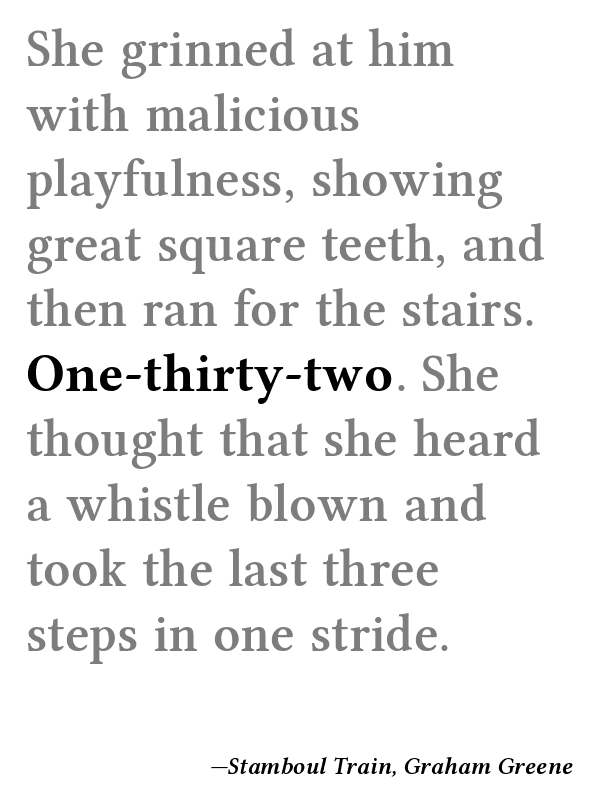 She grinned at him
with malicious
playfulness, showing
great square teeth, and
then ran for the stairs.
One-thirty-two. She
thought that she heard
a whistle blown and
took the last three
steps in one stride.
—Stamboul Train, Graham Greene